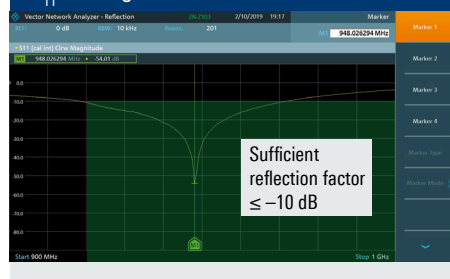 Vector Network Analyzer - Reflection 2/10/2019 19:17 Marker
REF: 0 dB RBW: 10 kHz Points: 201 M1 948.026294 MHz
S11 (cal int) Clrw Magnitude
M1 948.026294 MHz • -54.01 dB
0.0
-10.0
-20.0
-30.0
-40.0
-50.0
-60.0
-70.0
-80.0
Sufficient
reflection factor
≤ –10 dB
M1
Start 900 MHz Stop 1 GHz
Marker 1
Marker 2
Marker 3
Marker 4
Marker Type
Marker Mode